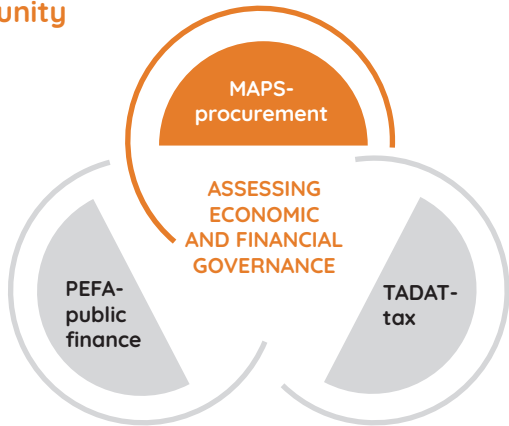 unity
MAPS-
procurement
ASSESSING
ECONOMIC
AND FINANCIAL
GOVERNANCE
PEFA-
public
finance
TADAT-
tax